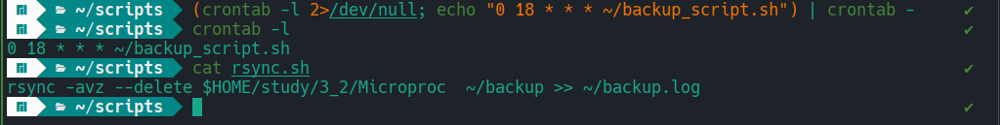 ~/scripts (crontab -l 2>/dev/null; echo "0 18 * * * ~/backup_script.sh") | crontab - ✔
~/scripts crontab -l ✔
0 18 * * * ~/backup_script.sh
~/scripts cat rsync.sh ✔
rsync -avz --delete $HOME/study/3_2/Microproc  ~/backup >> ~/backup.log
~/scripts ✔